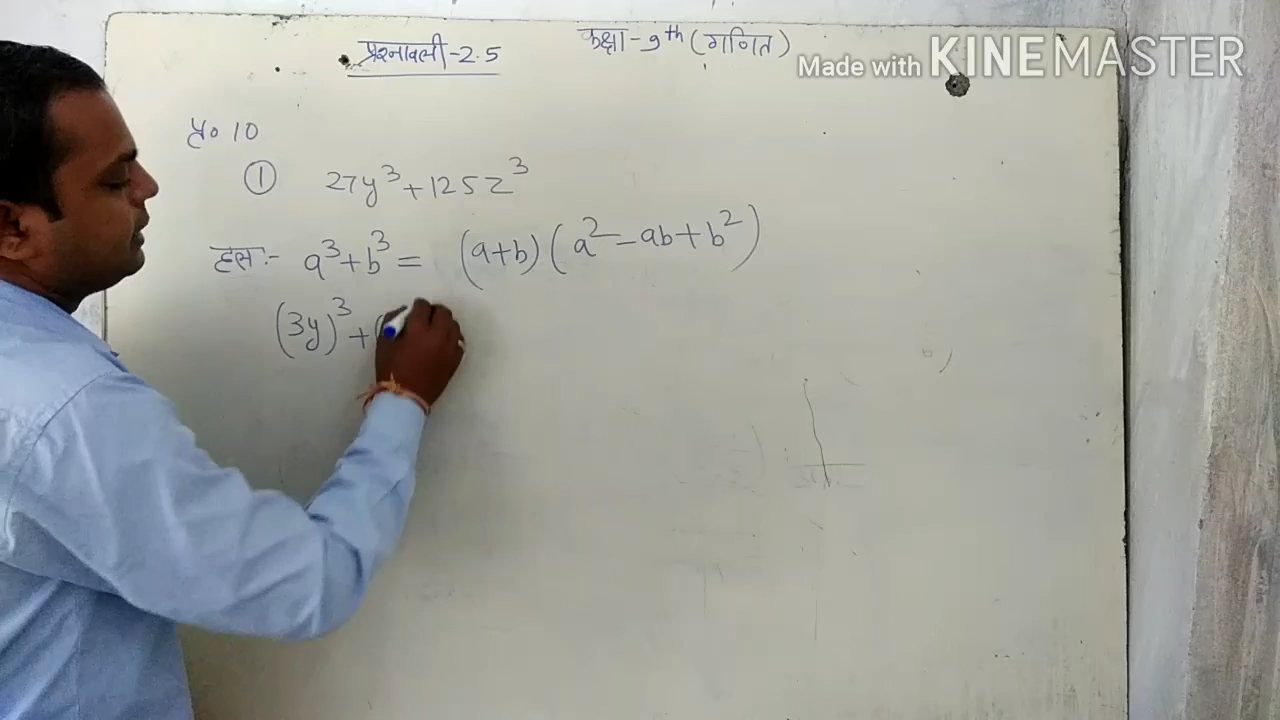 प्रश्नावली-2.5 कक्षा-9th (गणित)
Made with KINEMASTER
प्र० 10
① 27y³+125z³
हल:- a³+b³= (a+b)(a²-ab+b²)
(3y)³+(